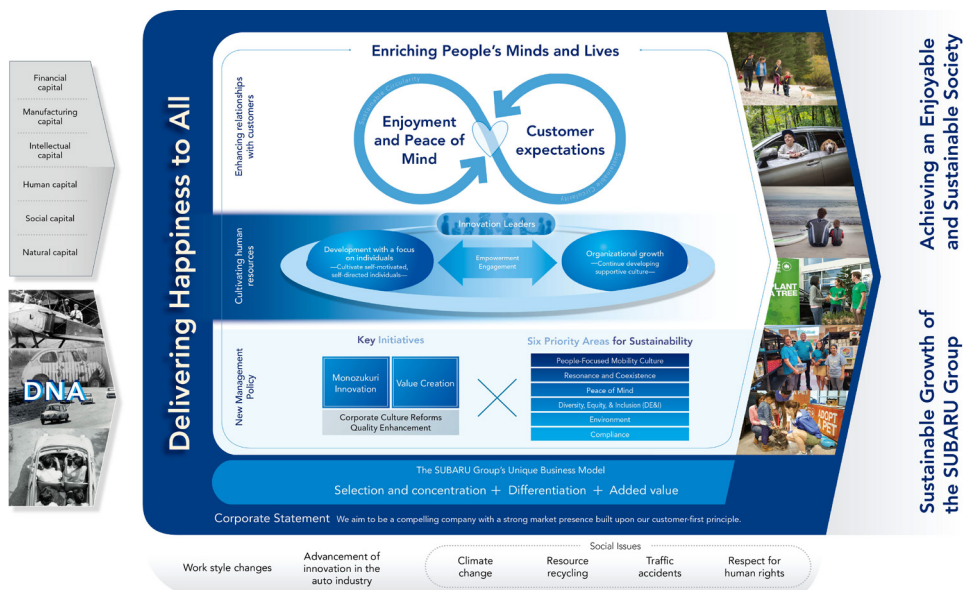 Financial
capital
Manufacturing
capital
Intellectual
capital
Human capital
Social capital
Natural capital
DNA
Delivering Happiness to All
Enhancing relationships
with customers
Enriching People's Minds and Lives
Sustainable Circularity
Enjoyment
and Peace of
Mind
Customer
expectations
Sustainable Circularity
Cultivating human
resources
Innovation Leaders
Development with a focus
on individuals
—Cultivate self-motivated,
self-directed individuals—
Empowerment
Engagement
Organizational growth
—Continue developing
supportive culture—
New Management
Policy
Key Initiatives
Monozukuri
Innovation
Value Creation
Corporate Culture Reforms
Quality Enhancement
Six Priority Areas for Sustainability
People-Focused Mobility Culture
Resonance and Coexistence
Peace of Mind
Diversity, Equity, & Inclusion (DE&I)
Environment
Compliance
PLANT
A TREE
ADOPT
A PET
The SUBARU Group's Unique Business Model
Selection and concentration + Differentiation + Added value
Corporate Statement We aim to be a compelling company with a strong market presence built upon our customer-first principle.
Achieving an Enjoyable
and Sustainable Society
Sustainable Growth of
the SUBARU Group
Work style changes
Advancement of
innovation in the
auto industry
Social Issues
Climate
change
Resource
recycling
Traffic
accidents
Respect for
human rights